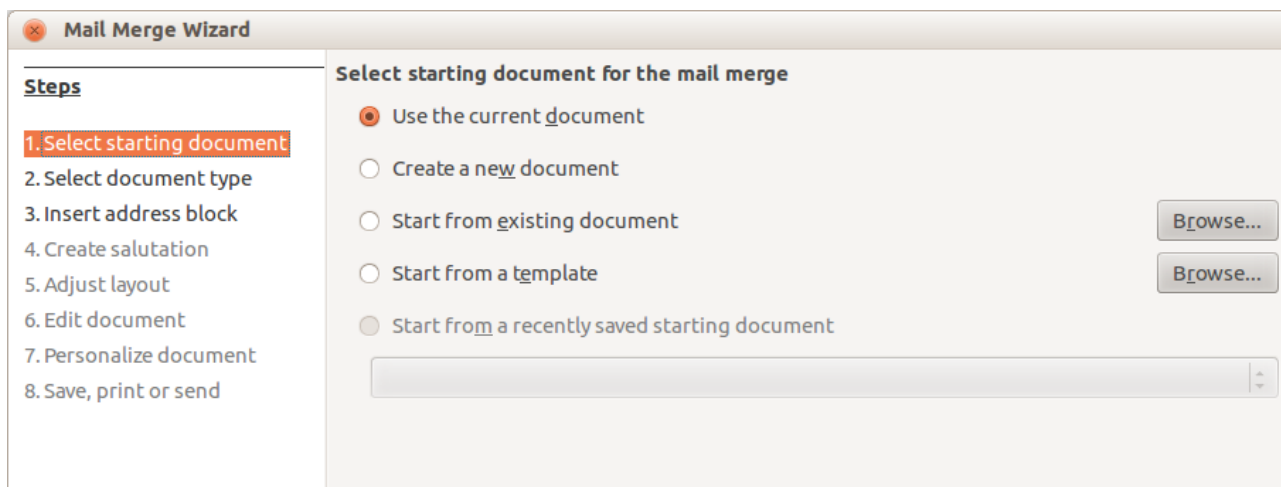 Mail Merge Wizard
Steps
1. Select starting document
2. Select document type
3. Insert address block
4. Create salutation
5. Adjust layout
6. Edit document
7. Personalize document
8. Save, print or send
Select starting document for the mail merge
Use the current document
Create a new document
Start from existing document Browse...
Start from a template Browse...
Start from a recently saved starting document